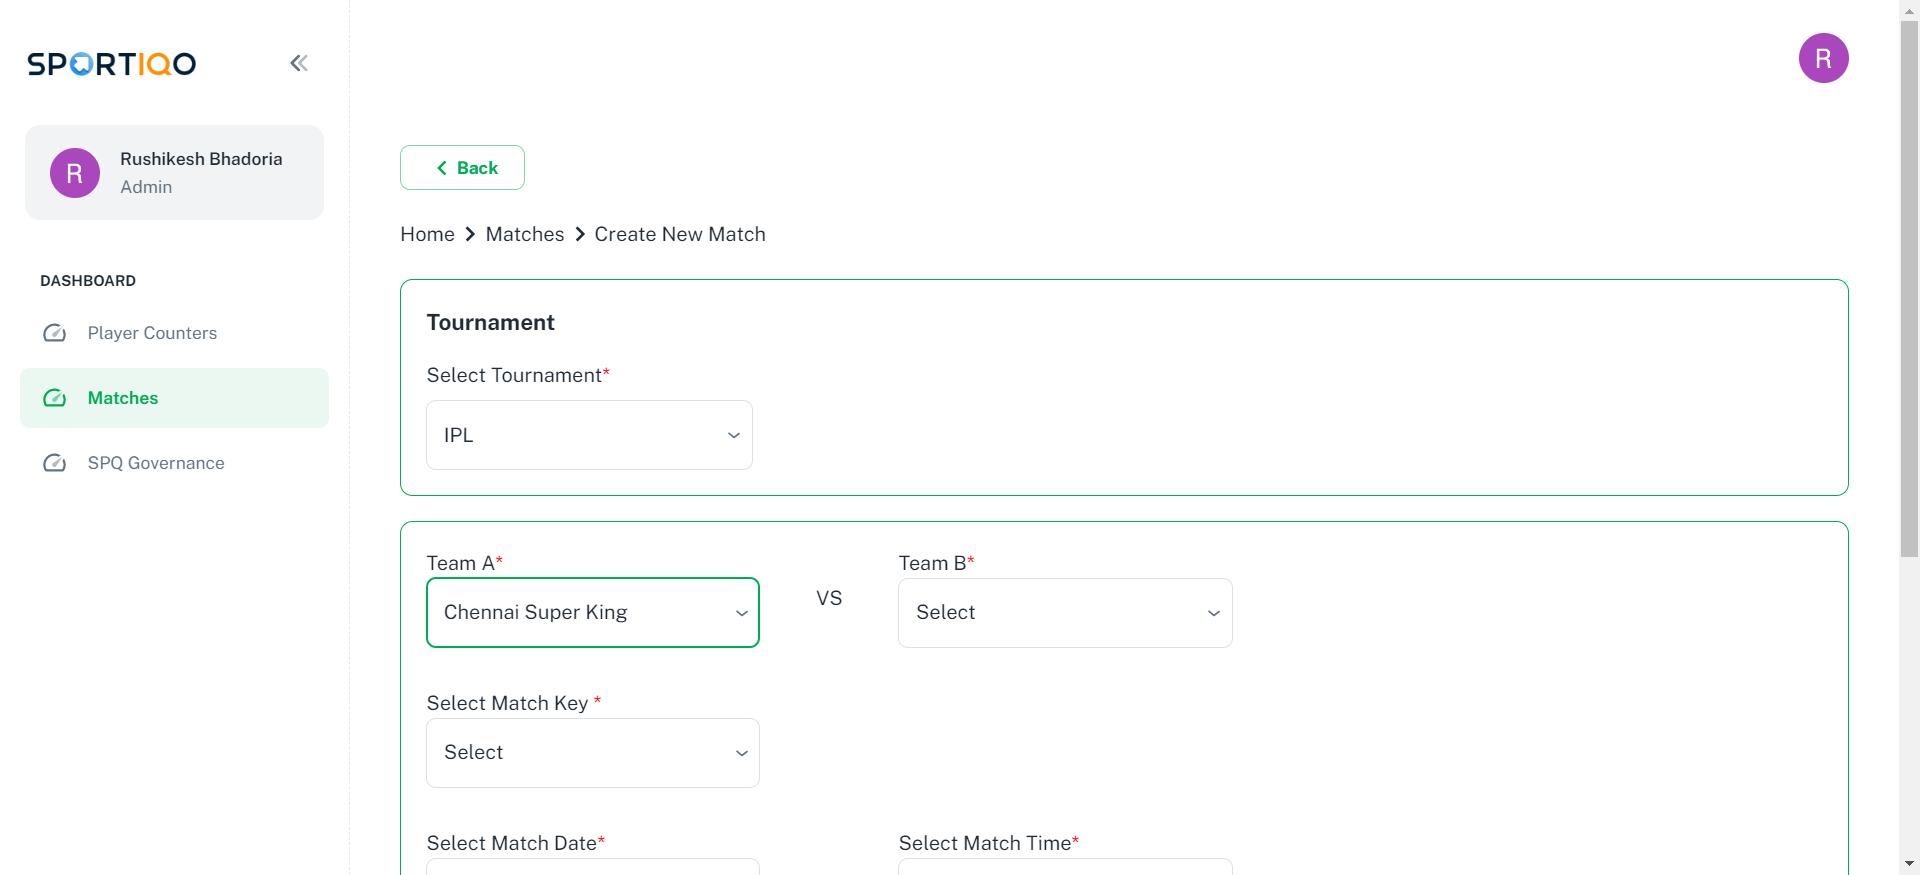 SPORTIQO
R
Rushikesh Bhadoria
Admin
DASHBOARD
Player Counters
Matches
SPQ Governance
R
Back
Home Matches Create New Match
Tournament
Select Tournament*
IPL
Team A*
Chennai Super King
VS
Team B*
Select
Select Match Key *
Select
Select Match Date*
Select Match Time*